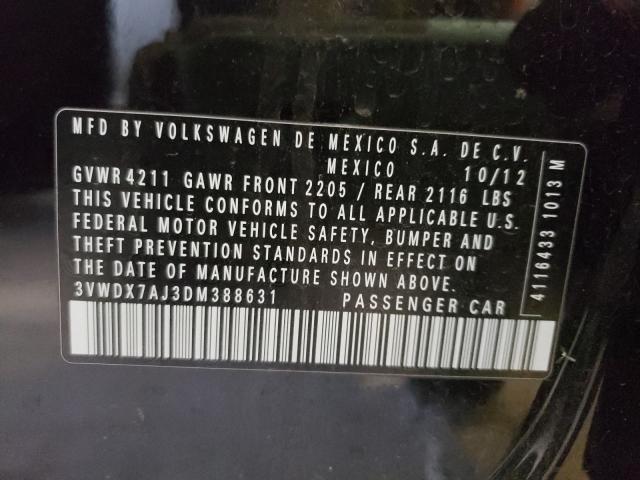 MFD BY VOLKSWAGEN DE MEXICO S.A. DE C.V.
MEXICO 10/12
GVWR 4211 GAWR FRONT 2205 / REAR 2116 LBS
THIS VEHICLE CONFORMS TO ALL APPLICABLE U.S.
FEDERAL MOTOR VEHICLE SAFETY, BUMPER AND
THEFT PREVENTION STANDARDS IN EFFECT ON
THE DATE OF MANUFACTURE SHOWN ABOVE.
3VWDX7AJ3DM388631 PASSENGER CAR
4116433 1013 M